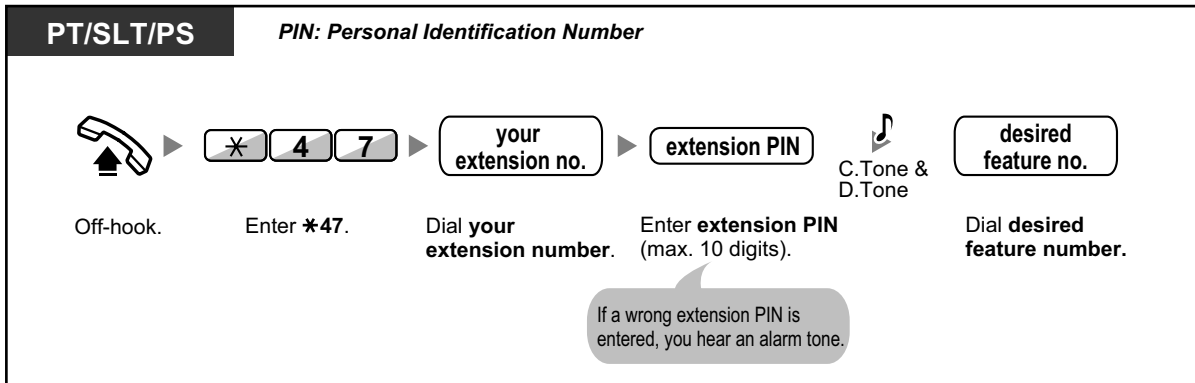 PT/SLT/PS
PIN: Personal Identification Number
✳ 4 7
your
extension no.
extension PIN
C.Tone &
D.Tone
desired
feature no.
Off-hook.
Enter ✳47.
Dial your
extension number.
Enter extension PIN
(max. 10 digits).
Dial desired
feature number.
If a wrong extension PIN is
entered, you hear an alarm tone.